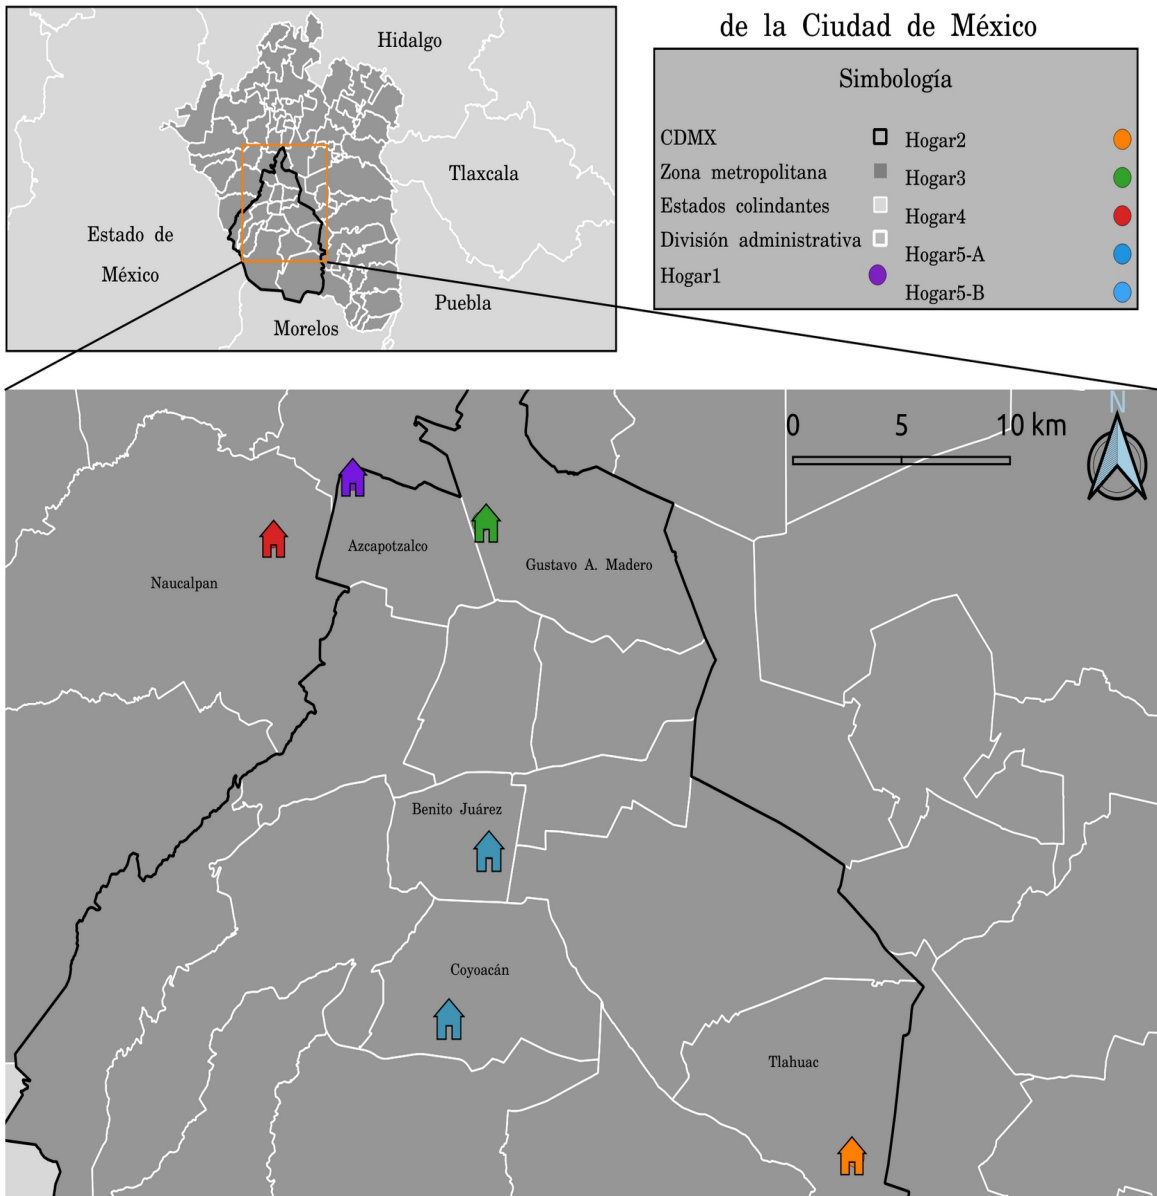 de la Ciudad de México
Hidalgo
Tlaxcala
Estado de
México
Puebla
Morelos
Simbología
CDMX
Zona metropolitana
Estados colindantes
División administrativa
Hogar1
Hogar2
Hogar3
Hogar4
Hogar5-A
Hogar5-B
N
0 5 10 km
Azcapotzalco
Gustavo A. Madero
Naucalpan
Benito Juárez
Coyoacán
Tlahuac